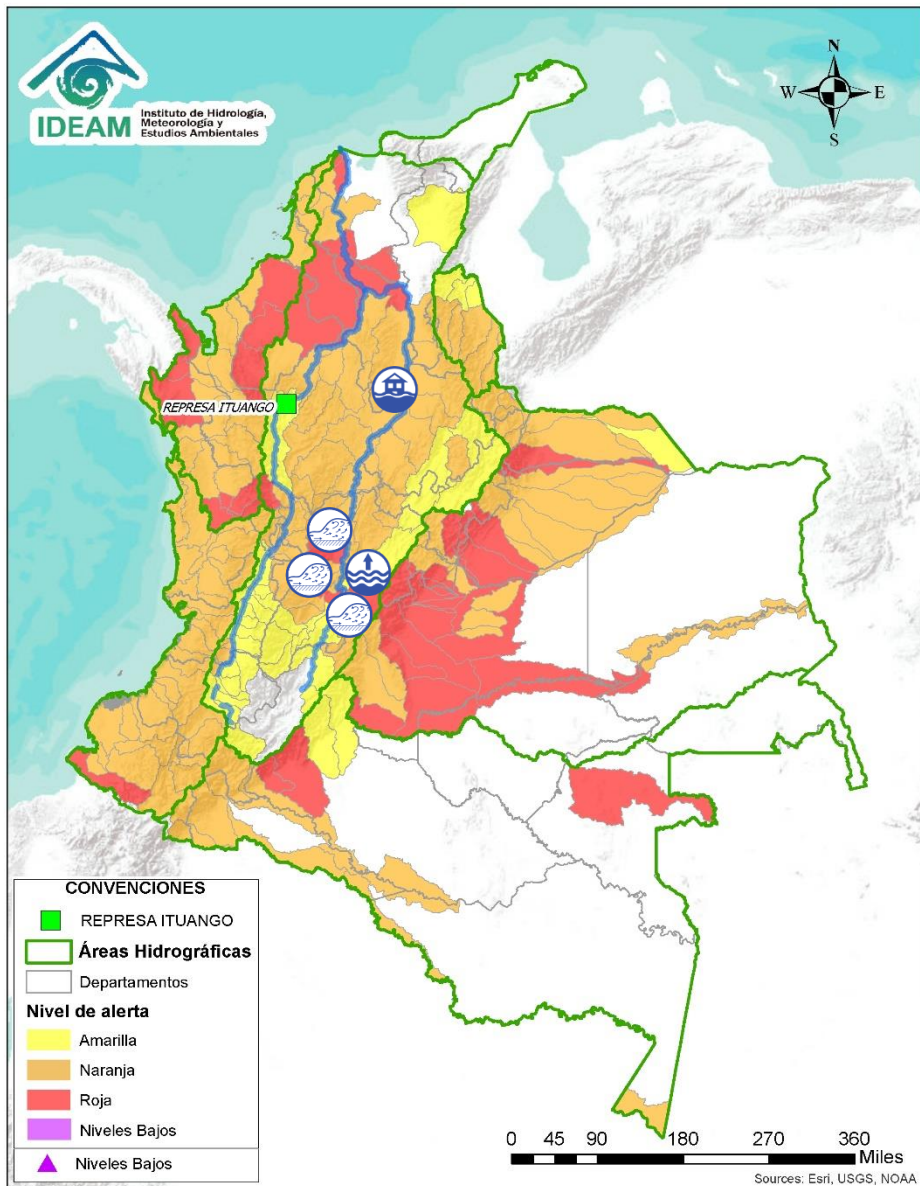 IDEAM
Instituto de Hidrología,
Meteorología y
Estudios Ambientales
N
W
E
S
REPRESA ITUANGO
CONVENCIONES
REPRESA ITUANGO
Áreas Hidrográficas
Departamentos
Nivel de alerta
Amarilla
Naranja
Roja
Niveles Bajos
Niveles Bajos
0 45 90 180 270 360
Miles
Sources: Esri, USGS, NOAA